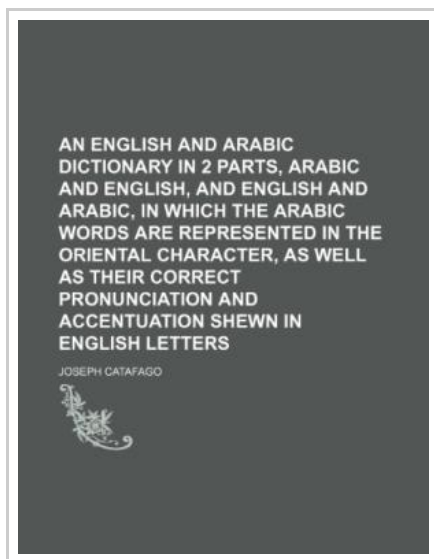 AN ENGLISH AND ARABIC
DICTIONARY IN 2 PARTS, ARABIC
AND ENGLISH, AND ENGLISH AND
ARABIC, IN WHICH THE ARABIC
WORDS ARE REPRESENTED IN THE
ORIENTAL CHARACTER, AS WELL
AS THEIR CORRECT
PRONUNCIATION AND
ACCENTUATION SHEWN IN
ENGLISH LETTERS
JOSEPH CATAFAGO